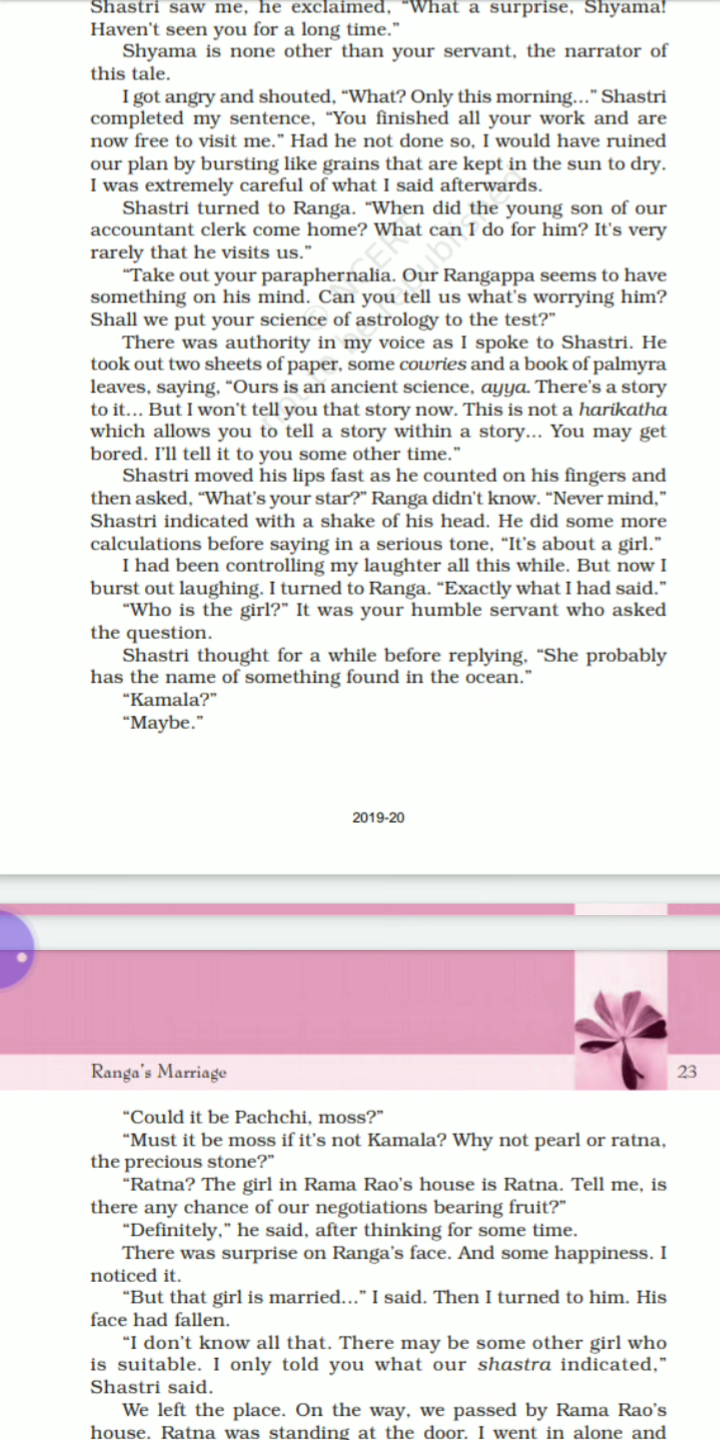 Shastri saw me, he exclaimed, “What a surprise, Shyama!
Haven’t seen you for a long time.”
Shyama is none other than your servant, the narrator of
this tale.
I got angry and shouted, “What? Only this morning...” Shastri
completed my sentence, “You finished all your work and are
now free to visit me.” Had he not done so, I would have ruined
our plan by bursting like grains that are kept in the sun to dry.
I was extremely careful of what I said afterwards.
Shastri turned to Ranga. “When did the young son of our
accountant clerk come home? What can I do for him? It’s very
rarely that he visits us.”
“Take out your paraphernalia. Our Rangappa seems to have
something on his mind. Can you tell us what’s worrying him?
Shall we put your science of astrology to the test?”
There was authority in my voice as I spoke to Shastri. He
took out two sheets of paper, some cowries and a book of palmyra
leaves, saying, “Ours is an ancient science, ayya. There’s a story
to it... But I won’t tell you that story now. This is not a harikatha
which allows you to tell a story within a story... You may get
bored. I’ll tell it to you some other time.”
Shastri moved his lips fast as he counted on his fingers and
then asked, “What’s your star?” Ranga didn’t know. “Never mind,”
Shastri indicated with a shake of his head. He did some more
calculations before saying in a serious tone, “It’s about a girl.”
I had been controlling my laughter all this while. But now I
burst out laughing. I turned to Ranga. “Exactly what I had said.”
“Who is the girl?” It was your humble servant who asked
the question.
Shastri thought for a while before replying, “She probably
has the name of something found in the ocean.”
“Kamala?”
“Maybe.”
© NCERT
not to be republished
2019-20
Ranga’s Marriage
23
“Could it be Pachchi, moss?”
“Must it be moss if it’s not Kamala? Why not pearl or ratna,
the precious stone?”
“Ratna? The girl in Rama Rao’s house is Ratna. Tell me, is
there any chance of our negotiations bearing fruit?”
“Definitely,” he said, after thinking for some time.
There was surprise on Ranga’s face. And some happiness. I
noticed it.
“But that girl is married...” I said. Then I turned to him. His
face had fallen.
“I don’t know all that. There may be some other girl who
is suitable. I only told you what our shastra indicated,”
Shastri said.
We left the place. On the way, we passed by Rama Rao’s
house. Ratna was standing at the door. I went in alone and